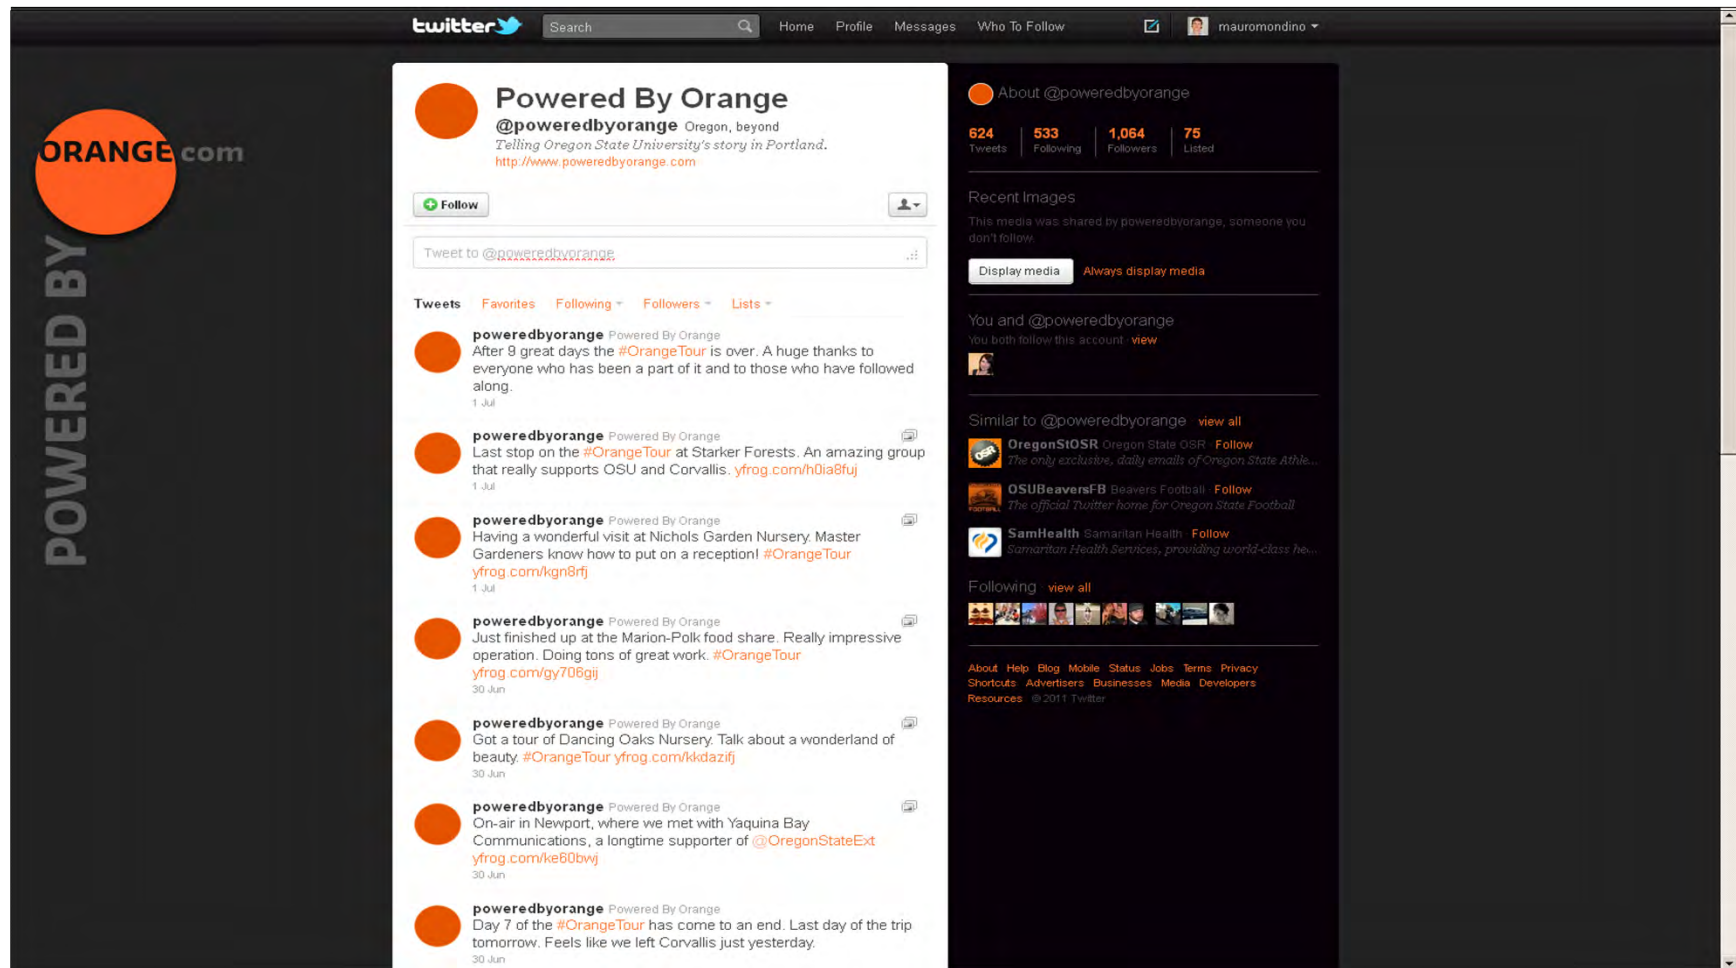 twitter
Search
Home Profile Messages Who To Follow
mauromondino
ORANGE.com
POWERED BY
Powered By Orange
@poweredbyorange Oregon, beyond
Telling Oregon State University's story in Portland.
http://www.poweredbyorange.com
Follow
Tweet to @poweredbyorange
Tweets Favorites Following Followers Lists
poweredbyorange Powered By Orange
After 9 great days the #OrangeTour is over. A huge thanks to
everyone who has been a part of it and to those who have followed
along.
1 Jul
poweredbyorange Powered By Orange
Last stop on the #OrangeTour at Starker Forests. An amazing group
that really supports OSU and Corvallis. yfrog.com/h0ia8fuj
1 Jul
poweredbyorange Powered By Orange
Having a wonderful visit at Nichols Garden Nursery. Master
Gardeners know how to put on a reception! #OrangeTour
yfrog.com/kgn8rfj
1 Jul
poweredbyorange Powered By Orange
Just finished up at the Marion-Polk food share. Really impressive
operation. Doing tons of great work. #OrangeTour
yfrog.com/gy706gij
30 Jun
poweredbyorange Powered By Orange
Got a tour of Dancing Oaks Nursery. Talk about a wonderland of
beauty. #OrangeTour yfrog.com/kkdazifj
30 Jun
poweredbyorange Powered By Orange
On-air in Newport, where we met with Yaquina Bay
Communications, a longtime supporter of @OregonStateExt
yfrog.com/ke60bwj
30 Jun
poweredbyorange Powered By Orange
Day 7 of the #OrangeTour has come to an end. Last day of the trip
tomorrow. Feels like we left Corvallis just yesterday.
30 Jun
About @poweredbyorange
624 533 1,064 75
Tweets Following Followers Listed
Recent Images
This media was shared by poweredbyorange, someone you
don't follow.
Display media Always display media
You and @poweredbyorange
You both follow this account · view
Similar to @poweredbyorange · view all
OSR
OregonStOSR Oregon State OSR · Follow
The only exclusive, daily emails of Oregon State Athle...
FOOTBALL
OSUBeaversFB Beavers Football · Follow
The official Twitter home for Oregon State Football
SamHealth Samaritan Health · Follow
Samaritan Health Services, providing world-class he...
Following · view all
About Help Blog Mobile Status Jobs Terms Privacy
Shortcuts Advertisers Businesses Media Developers
Resources © 2011 Twitter